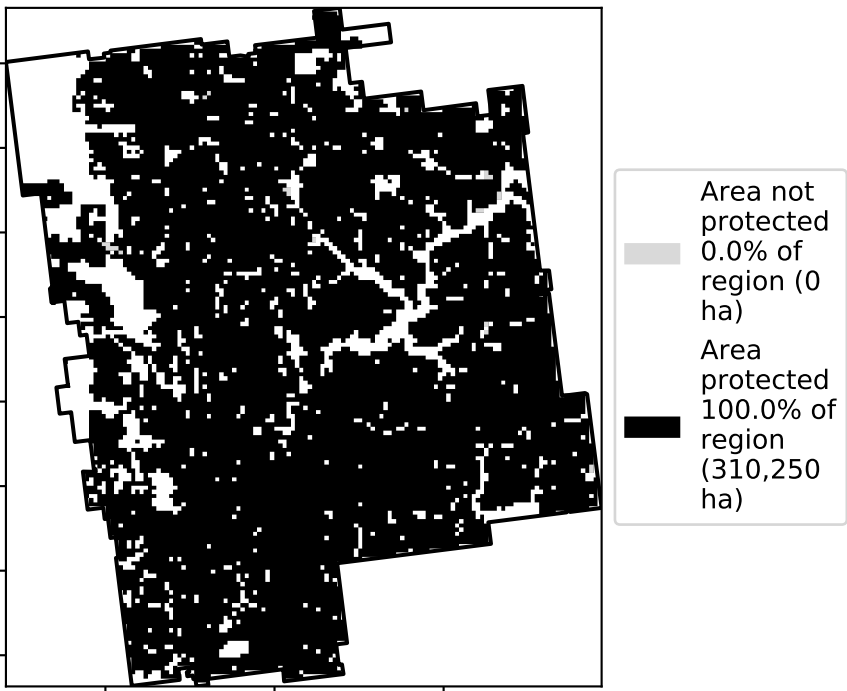 Area not
protected
0.0% of
region (0
ha)
Area
protected
100.0% of
region
(310,250
ha)